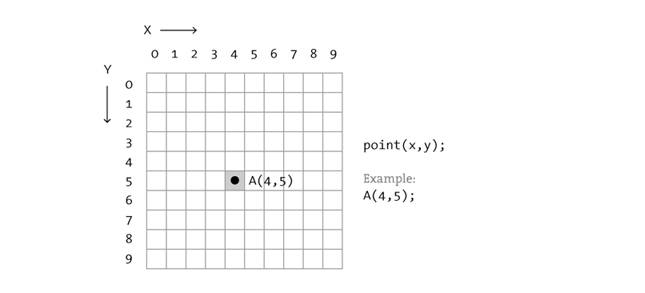 X
0 1 2 3 4 5 6 7 8 9
Y
0
1
2
3
4
5
6
7
8
9
A(4,5)
point(x,y);
Example:
A(4,5);